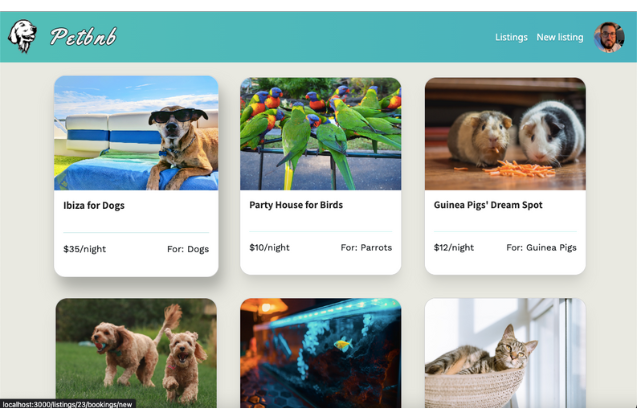 Petbnb
Listings New listing
Ibiza for Dogs
Party House for Birds
Guinea Pigs' Dream Spot
$35/night For: Dogs
$10/night For: Parrots
$12/night For: Guinea Pigs
localhost:3000/listings/23/bookings/new